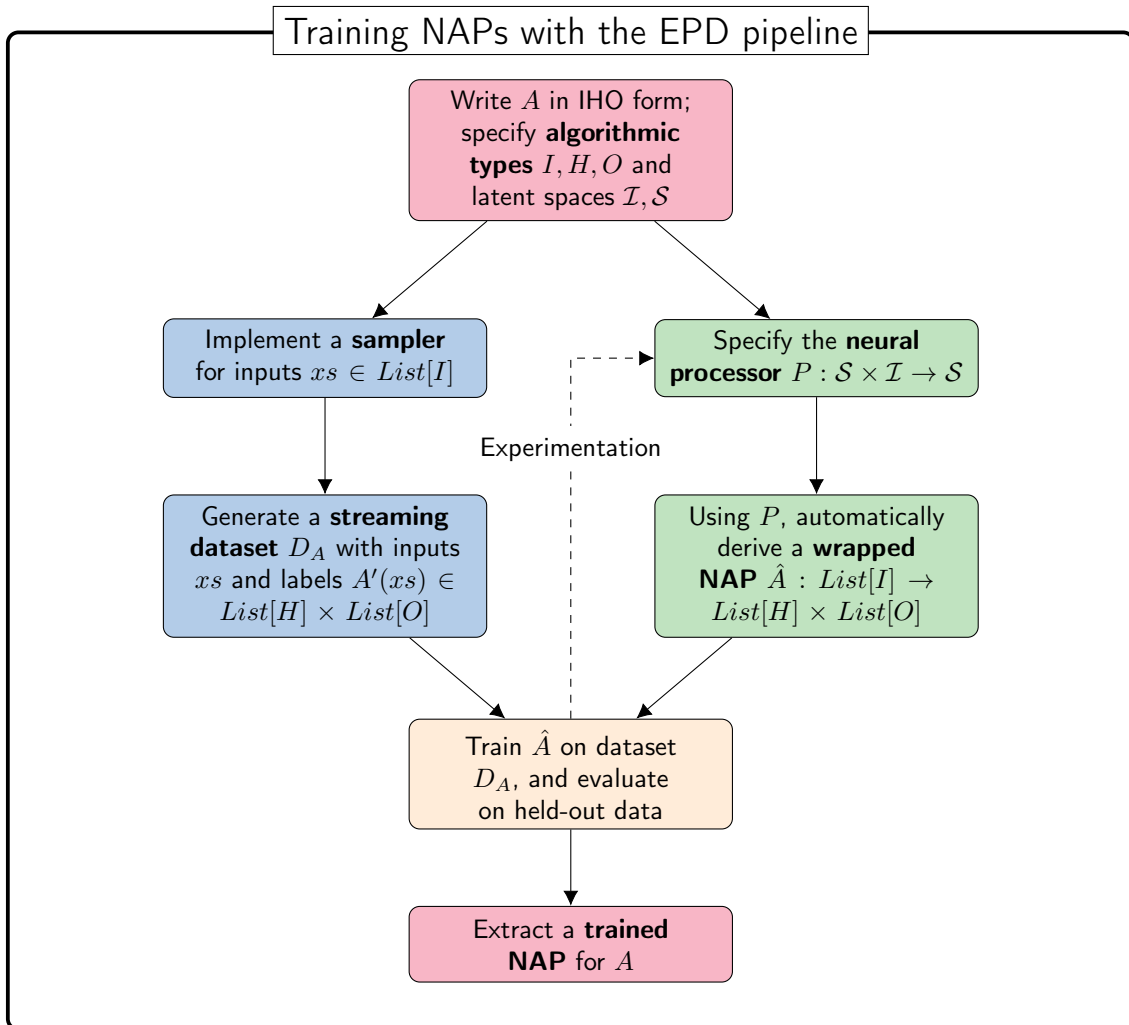 Training NAPs with the EPD pipeline
Write A in IHO form;
specify algorithmic
types I, H, O and
latent spaces ℐ, 𝒮
Implement a sampler
for inputs xs ∈ List[I]
Specify the neural
processor P : 𝒮 × ℐ → 𝒮
Experimentation
Generate a streaming
dataset D_A with inputs
xs and labels A′(xs) ∈
List[H] × List[O]
Using P, automatically
derive a wrapped
NAP Â : List[I] →
List[H] × List[O]
Train Â on dataset
D_A, and evaluate
on held-out data
Extract a trained
NAP for A